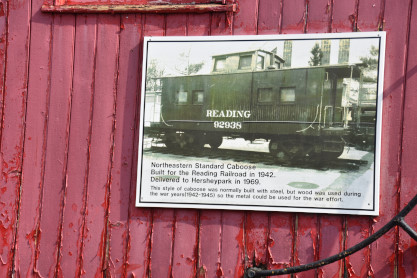 READING
92938
Northeastern Standard Caboose
Built for the Reading Railroad in 1942.
Delivered to Hersheypark in 1969.
This style of caboose was normally built with steel, but wood was used during
the war years(1942-1945) so the metal could be used for the war effort.